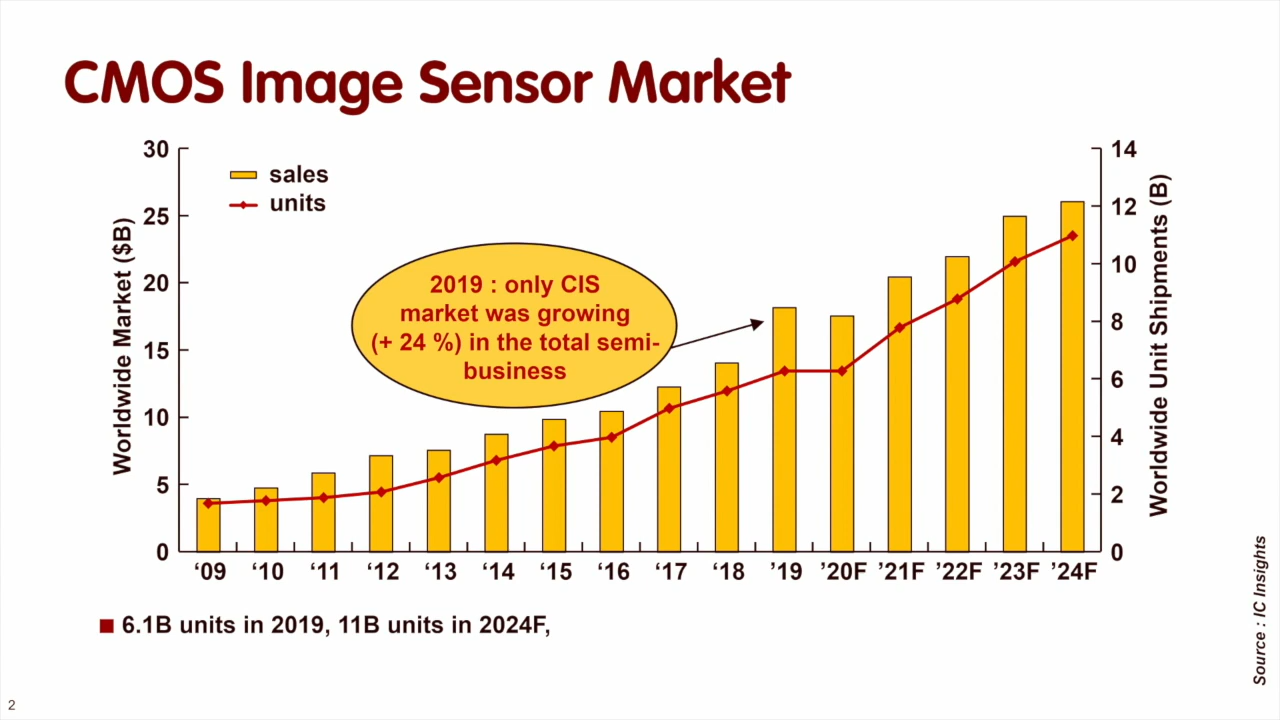 CMOS Image Sensor Market
30
25
20
15
10
5
0
Worldwide Market ($B)
sales
units
2019 : only CIS
market was growing
(+ 24 %) in the total semi-
business
14
12
10
8
6
4
2
0
Worldwide Unit Shipments (B)
‘09 ‘10 ‘11 ‘12 ‘13 ‘14 ‘15 ‘16 ‘17 ‘18 ’19 ’20F ’21F ’22F ’23F ’24F
6.1B units in 2019, 11B units in 2024F,
Source : IC Insights
2